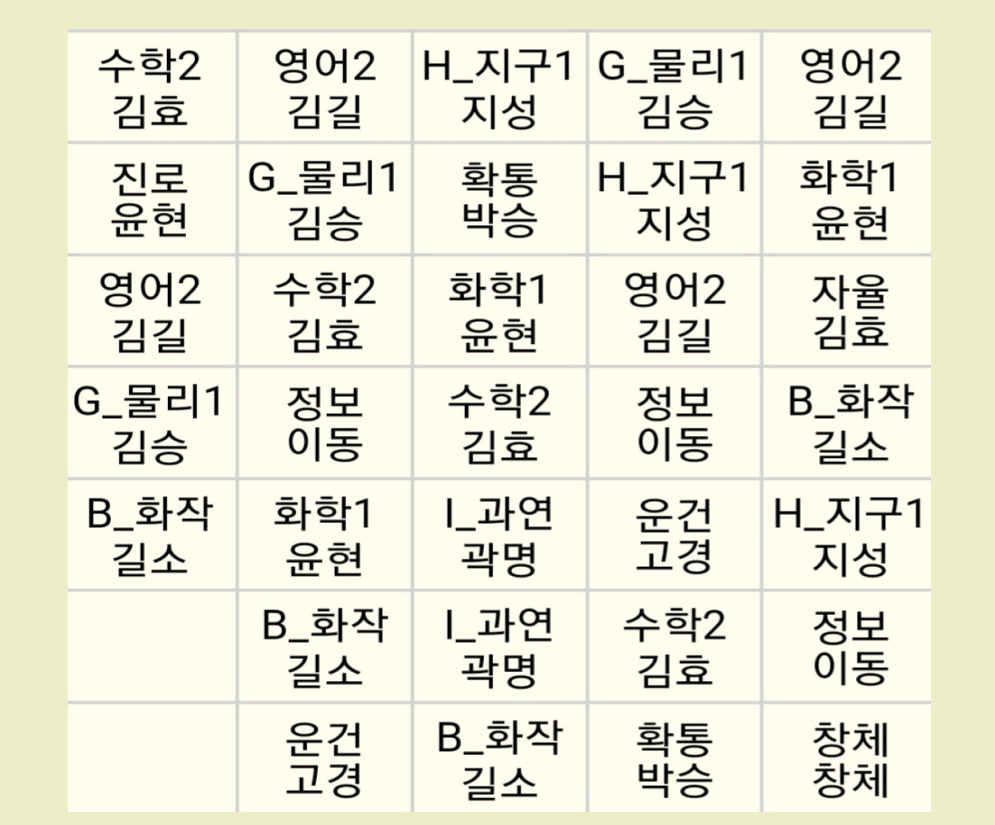 수학2 영어2 H_지구1 G_물리1 영어2
김효 김길 지성 김승 김길
진로 G_물리1 확통 H_지구1 화학1
윤현 김승 박승 지성 윤현
영어2 수학2 화학1 영어2 자율
김길 김효 윤현 김길 김효
G_물리1 정보 수학2 정보 B_화작
김승 이동 김효 이동 길소
B_화작 화학1 I_과연 운건 H_지구1
길소 윤현 곽명 고경 지성
B_화작 I_과연 수학2 정보
길소 곽명 김효 이동
운건 B_화작 확통 창체
고경 길소 박승 창체